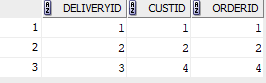 DELIVERYID CUSTID ORDERID
1 1 1 1
2 2 2 2
3 3 4 4